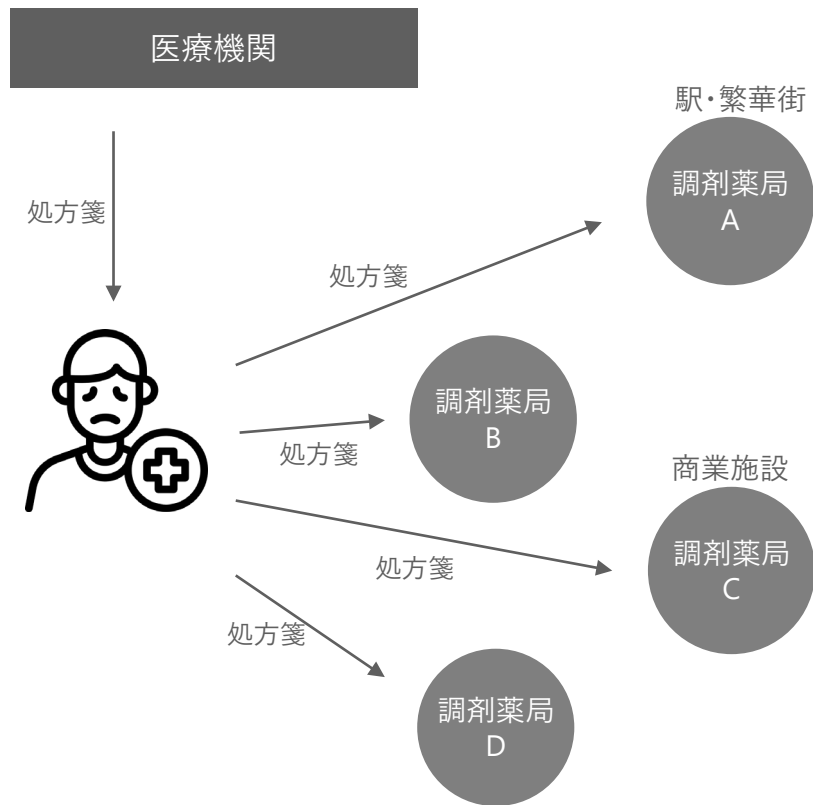 医療機関
駅・繁華街
調剤薬局
A
処方箋
処方箋
調剤薬局
B
処方箋
商業施設
調剤薬局
C
処方箋
処方箋
調剤薬局
D